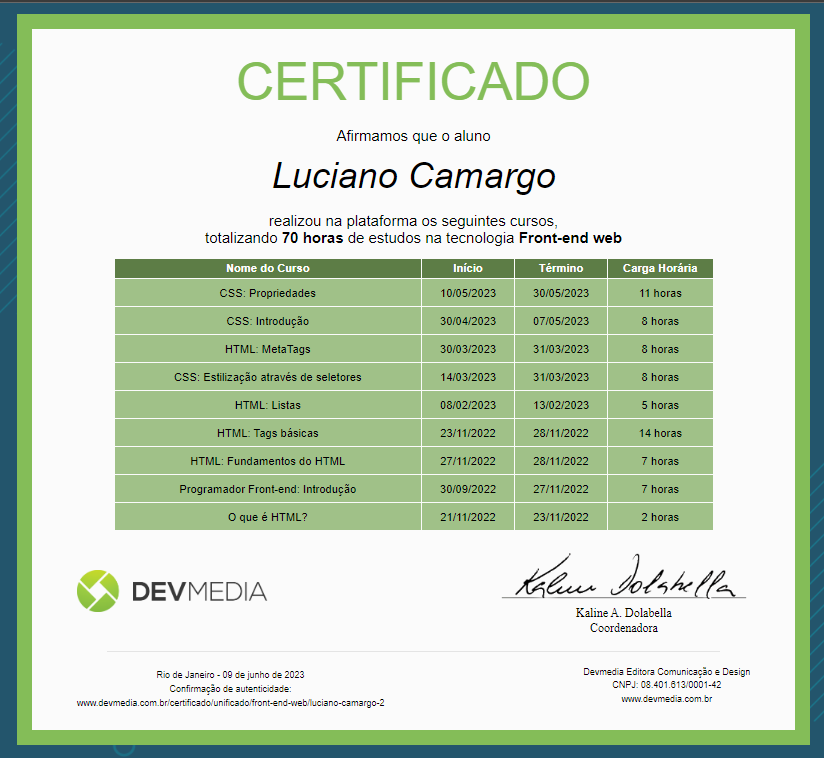 CERTIFICADO
Afirmamos que o aluno
Luciano Camargo
realizou na plataforma os seguintes cursos,
totalizando 70 horas de estudos na tecnologia Front-end web
Nome do Curso Início Término Carga Horária
CSS: Propriedades 10/05/2023 30/05/2023 11 horas
CSS: Introdução 30/04/2023 07/05/2023 8 horas
HTML: MetaTags 30/03/2023 31/03/2023 8 horas
CSS: Estilização através de seletores 14/03/2023 31/03/2023 8 horas
HTML: Listas 08/02/2023 13/02/2023 5 horas
HTML: Tags básicas 23/11/2022 28/11/2022 14 horas
HTML: Fundamentos do HTML 27/11/2022 28/11/2022 7 horas
Programador Front-end: Introdução 30/09/2022 27/11/2022 7 horas
O que é HTML? 21/11/2022 23/11/2022 2 horas
DEVMEDIA
Kaline Dolabella
Kaline A. Dolabella
Coordenadora
Rio de Janeiro - 09 de junho de 2023
Confirmação de autenticidade:
www.devmedia.com.br/certificado/unificado/front-end-web/luciano-camargo-2
Devmedia Editora Comunicação e Design
CNPJ: 08.401.613/0001-42
www.devmedia.com.br